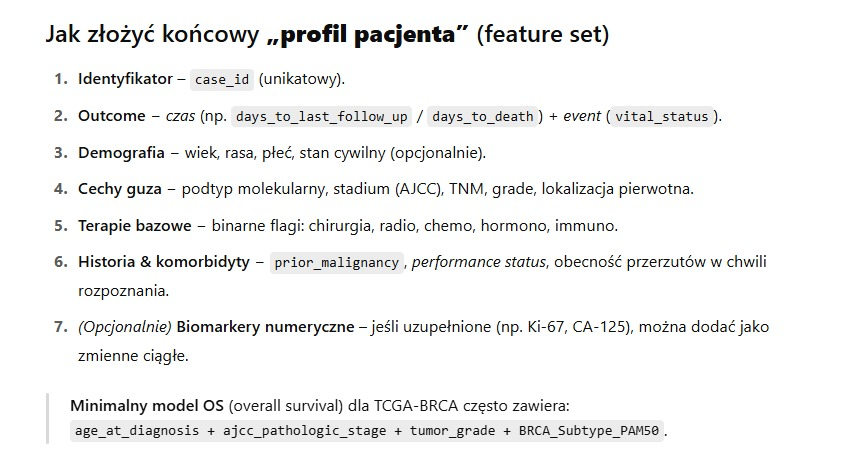 Jak złożyć końcowy „profil pacjenta” (feature set)
1. Identyfikator – case_id (unikatowy).
2. Outcome – czas (np. days_to_last_follow_up / days_to_death) + event (vital_status).
3. Demografia – wiek, rasa, płeć, stan cywilny (opcjonalnie).
4. Cechy guza – podtyp molekularny, stadium (AJCC), TNM, grade, lokalizacja pierwotna.
5. Terapie bazowe – binarne flagi: chirurgia, radio, chemo, hormono, immuno.
6. Historia & komorbidyty – prior_malignancy, performance status, obecność przerzutów w chwili
rozpoznania.
7. (Opcjonalnie) Biomarkery numeryczne – jeśli uzupełnione (np. Ki-67, CA-125), można dodać jako
zmienne ciągłe.
Minimalny model OS (overall survival) dla TCGA-BRCA często zawiera:
age_at_diagnosis + ajcc_pathologic_stage + tumor_grade + BRCA_Subtype_PAM50.